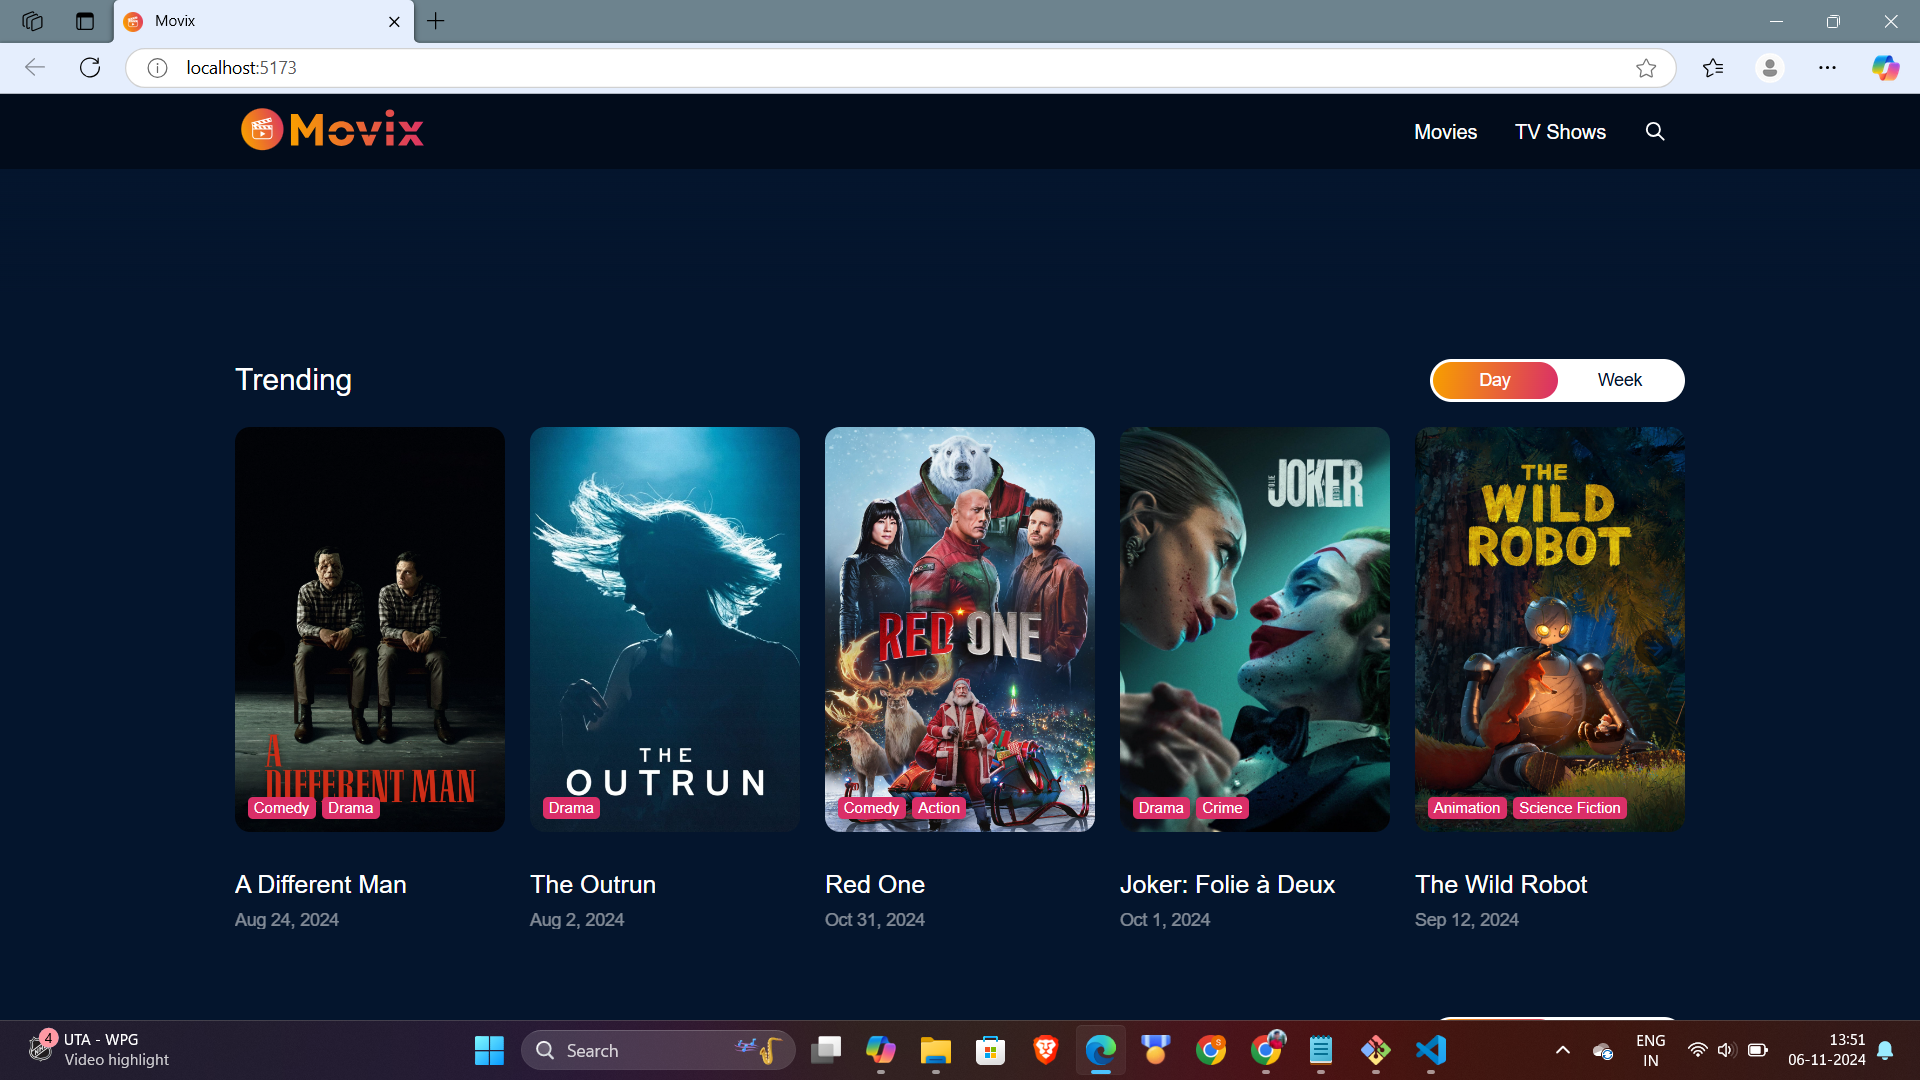 Movix
localhost:5173
Movix
Movies
TV Shows
Trending
Day
Week
A
DIFFERENT MAN
Comedy
Drama
THE
OUTRUN
Drama
RED ONE
Comedy
Action
JOKER
Drama
Crime
THE
WILD
ROBOT
Animation
Science Fiction
A Different Man
The Outrun
Red One
Joker: Folie à Deux
The Wild Robot
Aug 24, 2024
Aug 2, 2024
Oct 31, 2024
Oct 1, 2024
Sep 12, 2024
4
UTA - WPG
Video highlight
Search
S
ENG
IN
13:51
06-11-2024